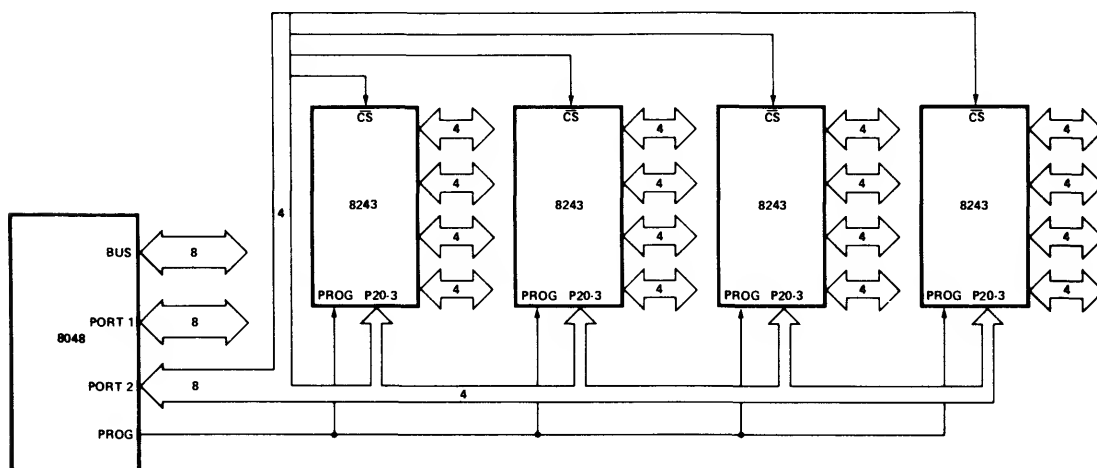 CS CS CS CS
4 4 4 4
4 4 4 4
4
8243 8243 8243 8243
4 4 4 4
BUS 8
4 4 4 4
PROG P20-3 PROG P20-3 PROG P20-3 PROG P20-3
PORT 1 8
8048
PORT 2 8
4
PROG